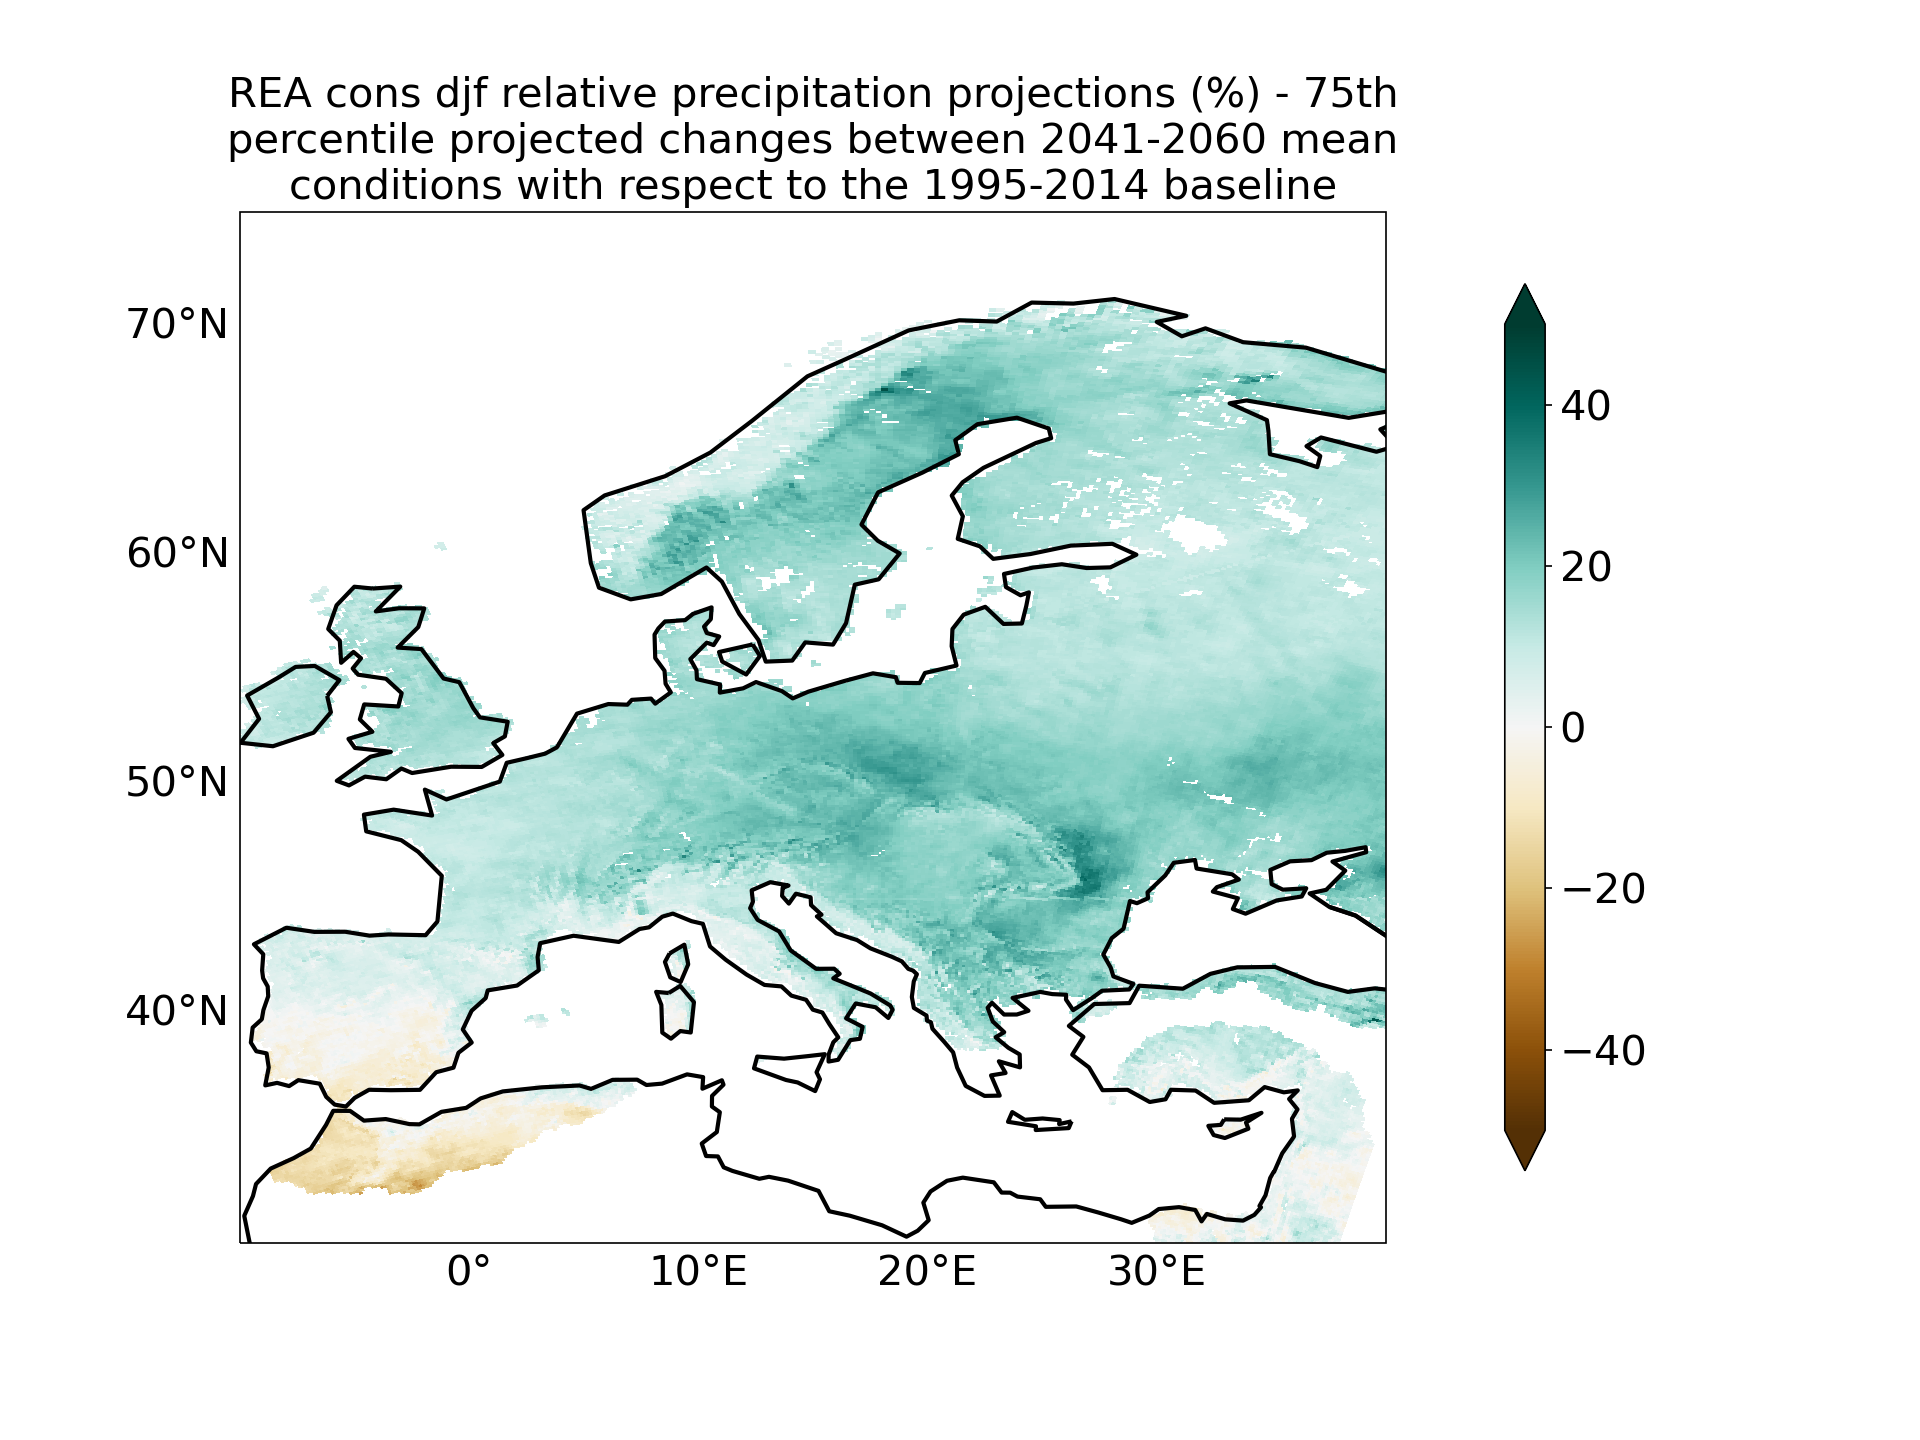 REA cons djf relative precipitation projections (%) - 75th
percentile projected changes between 2041-2060 mean
conditions with respect to the 1995-2014 baseline
70°N
60°N
50°N
40°N
0°
10°E
20°E
30°E
40
20
0
−20
−40